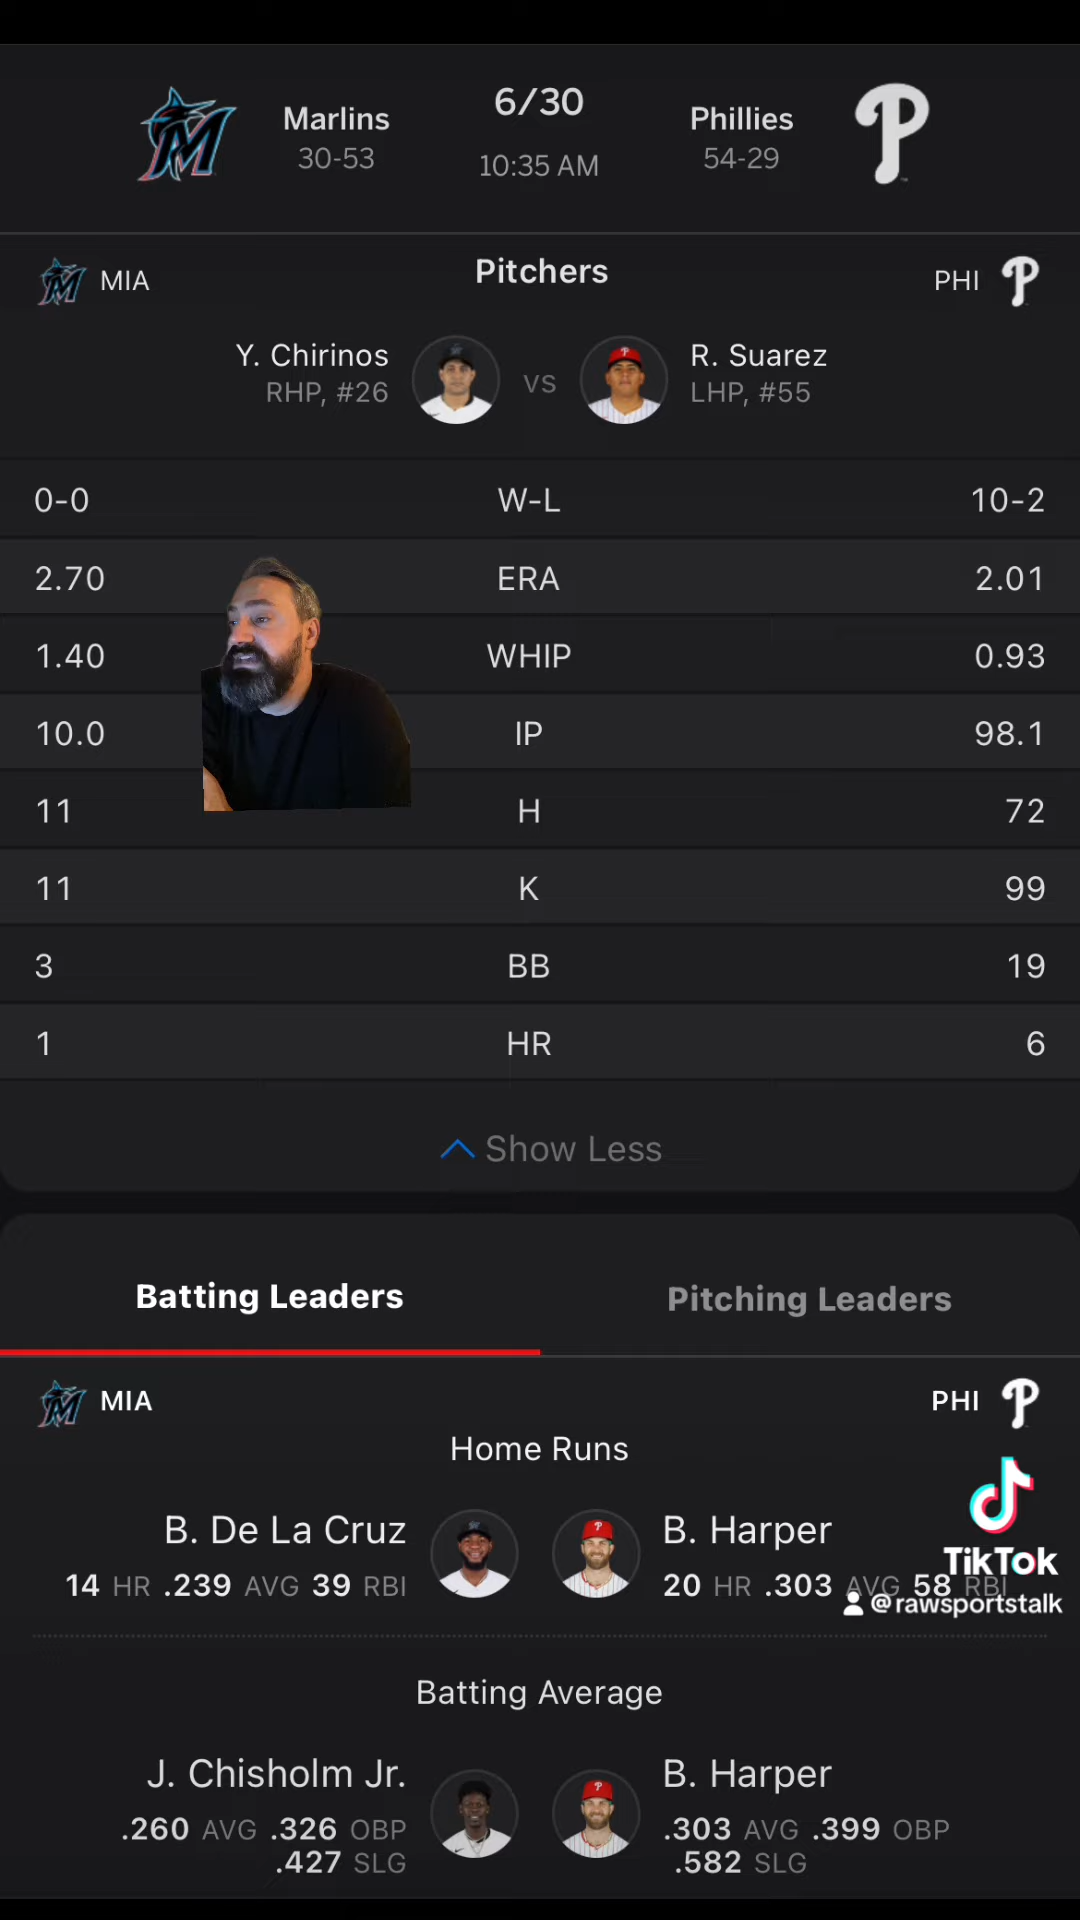 Marlins
30-53
6/30
10:35 AM
Phillies
54-29
MIA
Pitchers
PHI
Y. Chirinos
RHP, #26
vs
R. Suarez
LHP, #55
0-0 W-L 10-2
2.70 ERA 2.01
1.40 WHIP 0.93
10.0 IP 98.1
11 H 72
11 K 99
3 BB 19
1 HR 6
Show Less
Batting Leaders
Pitching Leaders
MIA
PHI
Home Runs
B. De La Cruz
14 HR .239 AVG 39 RBI
B. Harper
20 HR .303 AVG 58 RBI
TikTok
@rawsportstalk
Batting Average
J. Chisholm Jr.
.260 AVG .326 OBP
.427 SLG
B. Harper
.303 AVG .399 OBP
.582 SLG